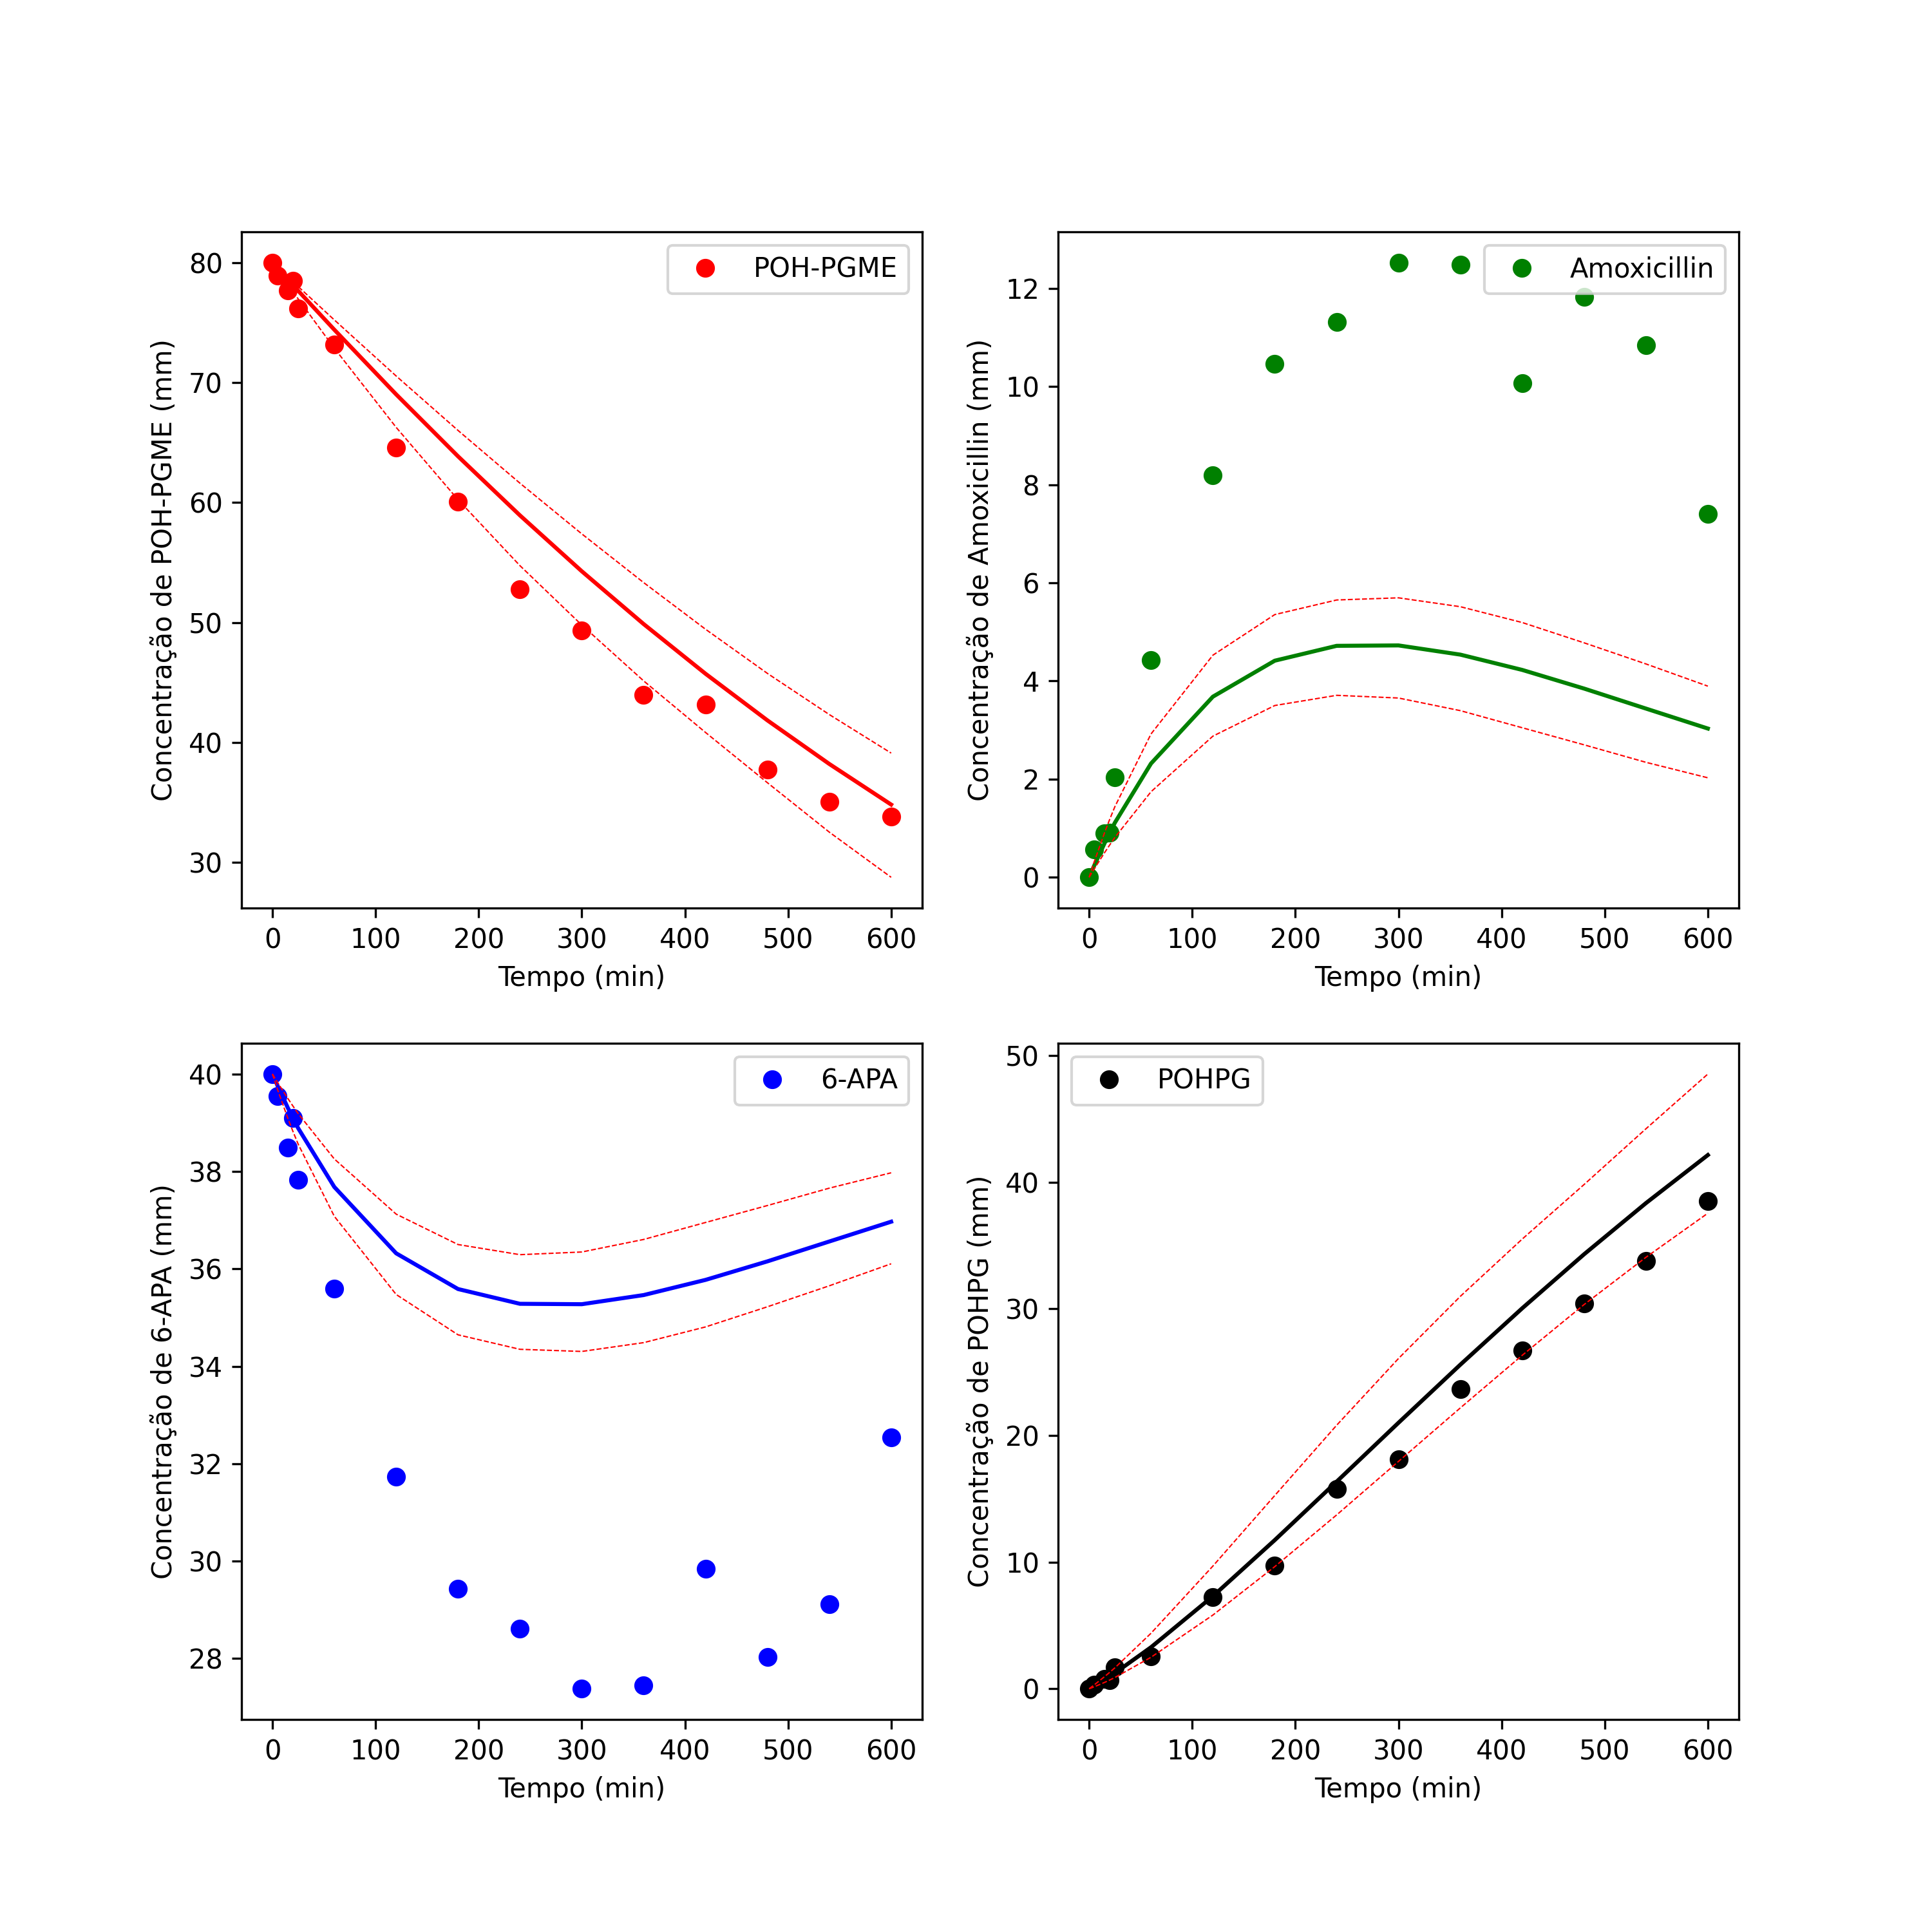 POH-PGME
80
70
60
50
40
30
Concentração de POH-PGME (mm)
0 100 200 300 400 500 600
Tempo (min)
Amoxicillin
12
10
8
6
4
2
0
Concentração de Amoxicillin (mm)
0 100 200 300 400 500 600
Tempo (min)
6-APA
40
38
36
34
32
30
28
Concentração de 6-APA (mm)
0 100 200 300 400 500 600
Tempo (min)
POHPG
50
40
30
20
10
0
Concentração de POHPG (mm)
0 100 200 300 400 500 600
Tempo (min)